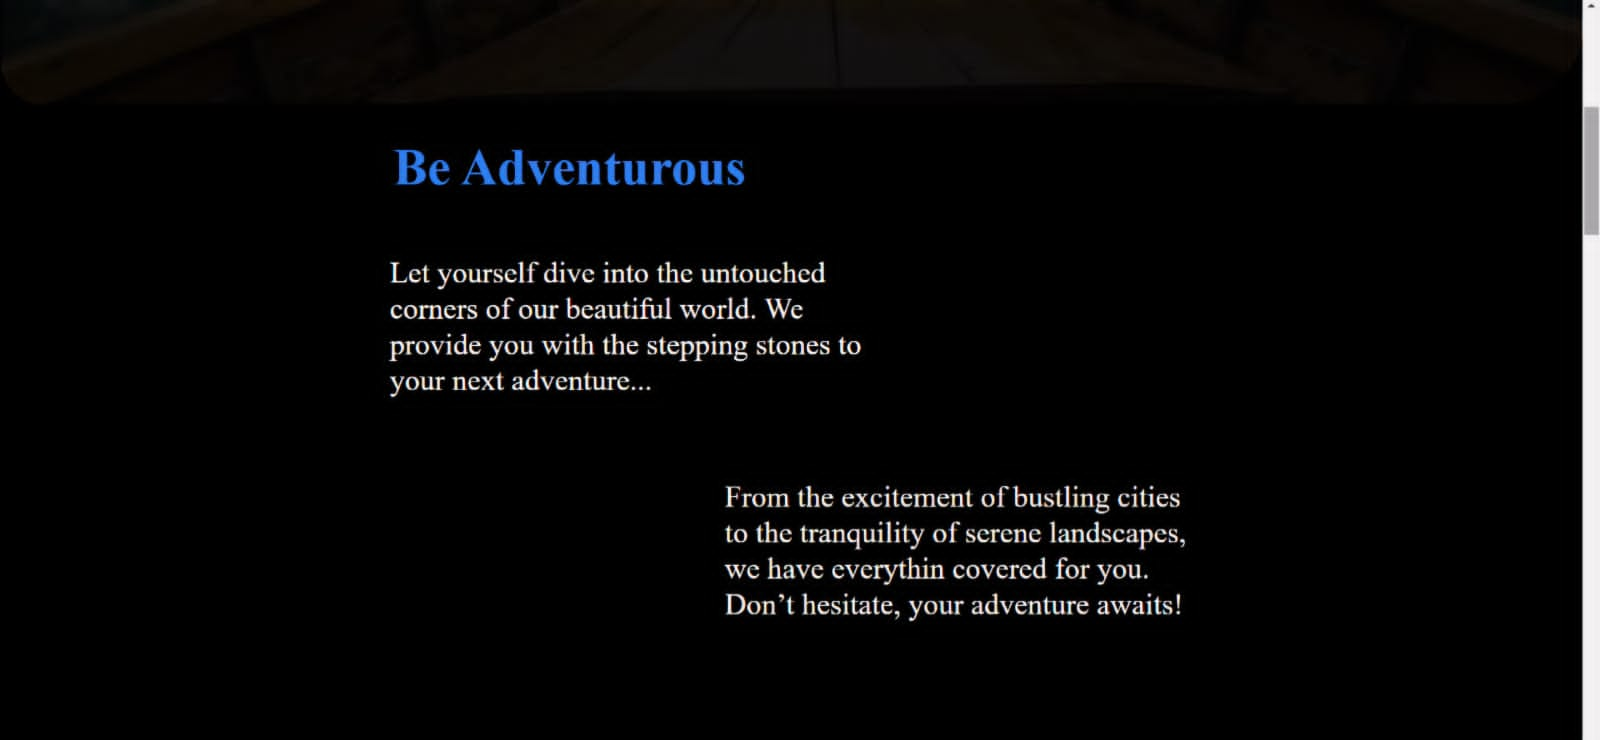 Be Adventurous
Let yourself dive into the untouched
corners of our beautiful world. We
provide you with the stepping stones to
your next adventure...
From the excitement of bustling cities
to the tranquility of serene landscapes,
we have everythin covered for you.
Don’t hesitate, your adventure awaits!